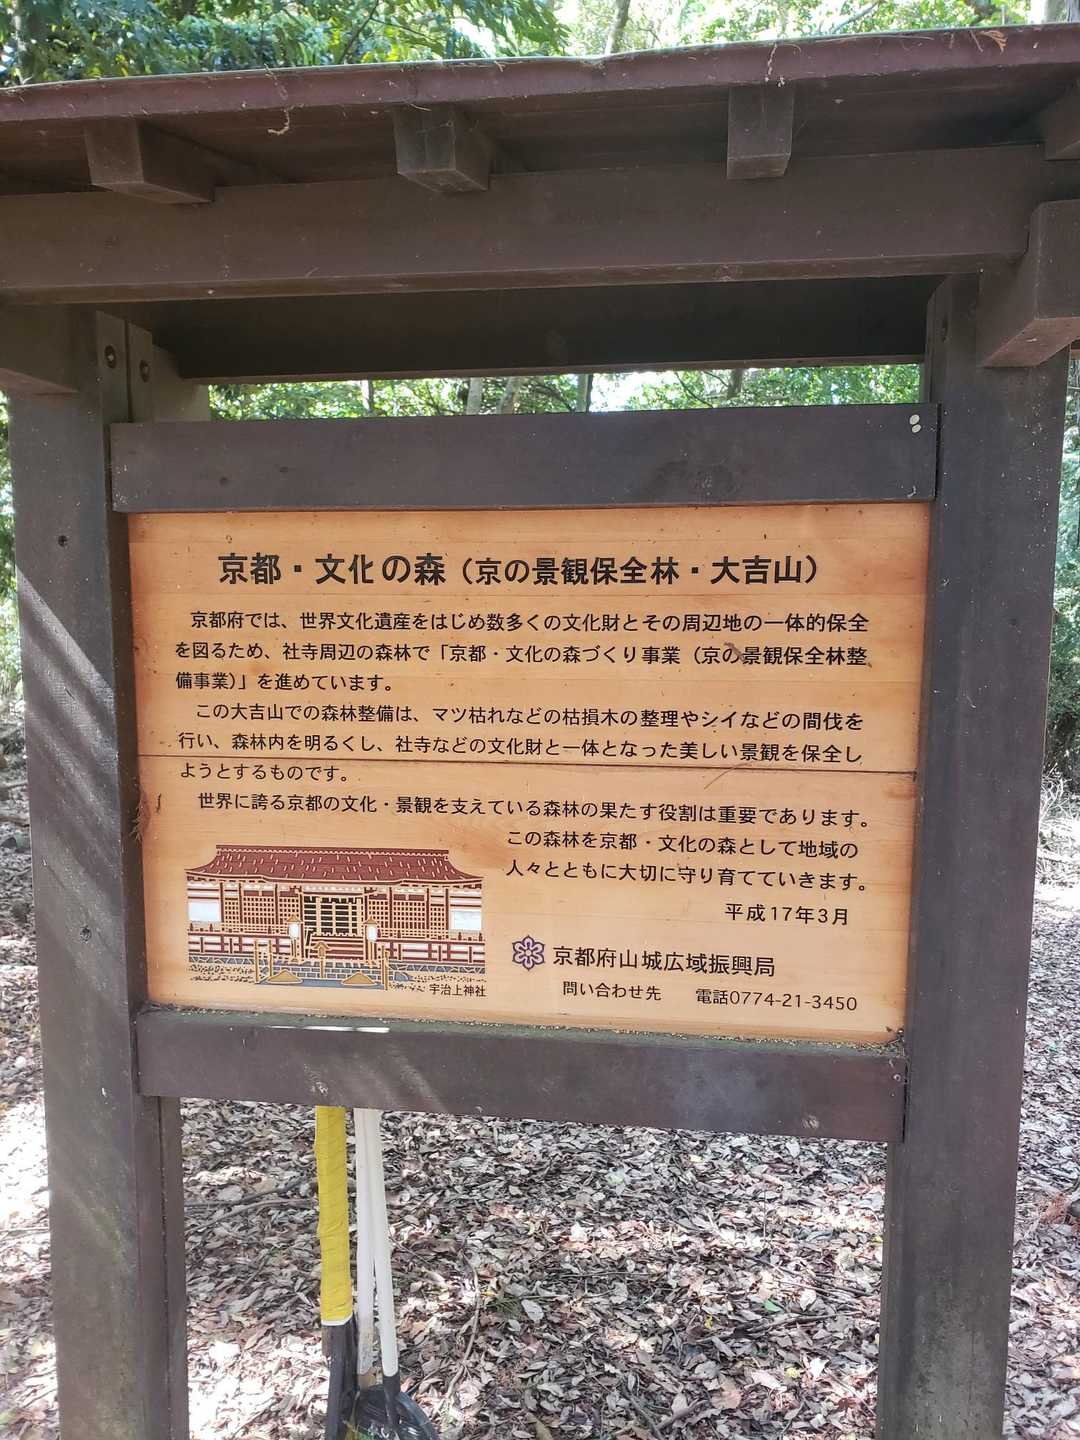 京都・文化の森（京の景観保全林・大吉山）
京都府では、世界文化遺産をはじめ数多くの文化財とその周辺地の一体的保全
を図るため、社寺周辺の森林で「京都・文化の森づくり事業（京の景観保全林整
備事業）」を進めています。
この大吉山での森林整備は、マツ枯れなどの枯損木の整理やシイなどの間伐を
行い、森林内を明るくし、社寺などの文化財と一体となった美しい景観を保全し
ようとするものです。
世界に誇る京都の文化・景観を支えている森林の果たす役割は重要であります。
この森林を京都・文化の森として地域の
人々とともに大切に守り育てていきます。
平成17年3月
宇治上神社
京都府山城広域振興局
問い合わせ先　電話0774-21-3450